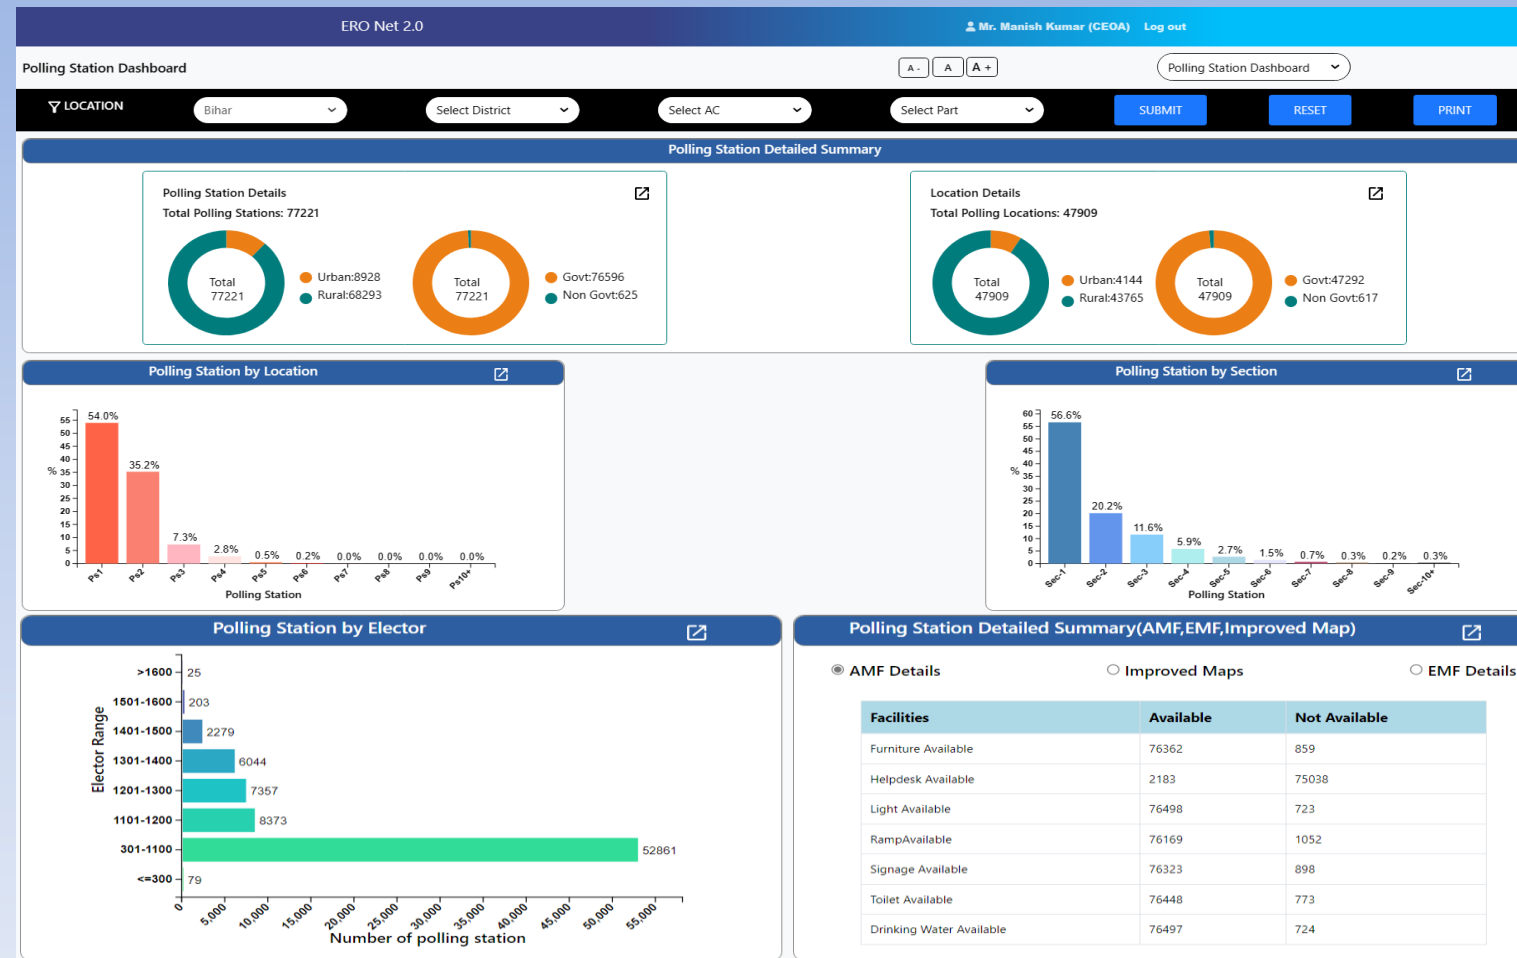 ERO Net 2.0
Mr. Manish Kumar (CEOA) Log out
Polling Station Dashboard
A - A A +
Polling Station Dashboard
LOCATION
Bihar
Select District
Select AC
Select Part
SUBMIT
RESET
PRINT
Polling Station Detailed Summary
Polling Station Details
Total Polling Stations: 77221
Total
77221
Urban:8928
Rural:68293
Total
77221
Govt:76596
Non Govt:625
Location Details
Total Polling Locations: 47909
Total
47909
Urban:4144
Rural:43765
Total
47909
Govt:47292
Non Govt:617
Polling Station by Location
%
55
50
45
40
35
30
25
20
15
10
5
0
54.0%
35.2%
7.3%
2.8%
0.5%
0.2%
0.0%
0.0%
0.0%
0.0%
Ps1
Ps2
Ps3
Ps4
Ps5
Ps6
Ps7
Ps8
Ps9
Ps10+
Polling Station
Polling Station by Section
%
60
55
50
45
40
35
30
25
20
15
10
5
0
56.6%
20.2%
11.6%
5.9%
2.7%
1.5%
0.7%
0.3%
0.2%
0.3%
Sec-1
Sec-2
Sec-3
Sec-4
Sec-5
Sec-6
Sec-7
Sec-8
Sec-9
Sec-10+
Polling Station
Polling Station by Elector
Elector Range
>1600 25
1501-1600 203
1401-1500 2279
1301-1400 6044
1201-1300 7357
1101-1200 8373
301-1100 52861
<=300 79
0 5,000 10,000 15,000 20,000 25,000 30,000 35,000 40,000 45,000 50,000 55,000
Number of polling station
Polling Station Detailed Summary(AMF,EMF,Improved Map)
AMF Details
Improved Maps
EMF Details
Facilities Available Not Available
Furniture Available 76362 859
Helpdesk Available 2183 75038
Light Available 76498 723
RampAvailable 76169 1052
Signage Available 76323 898
Toilet Available 76448 773
Drinking Water Available 76497 724